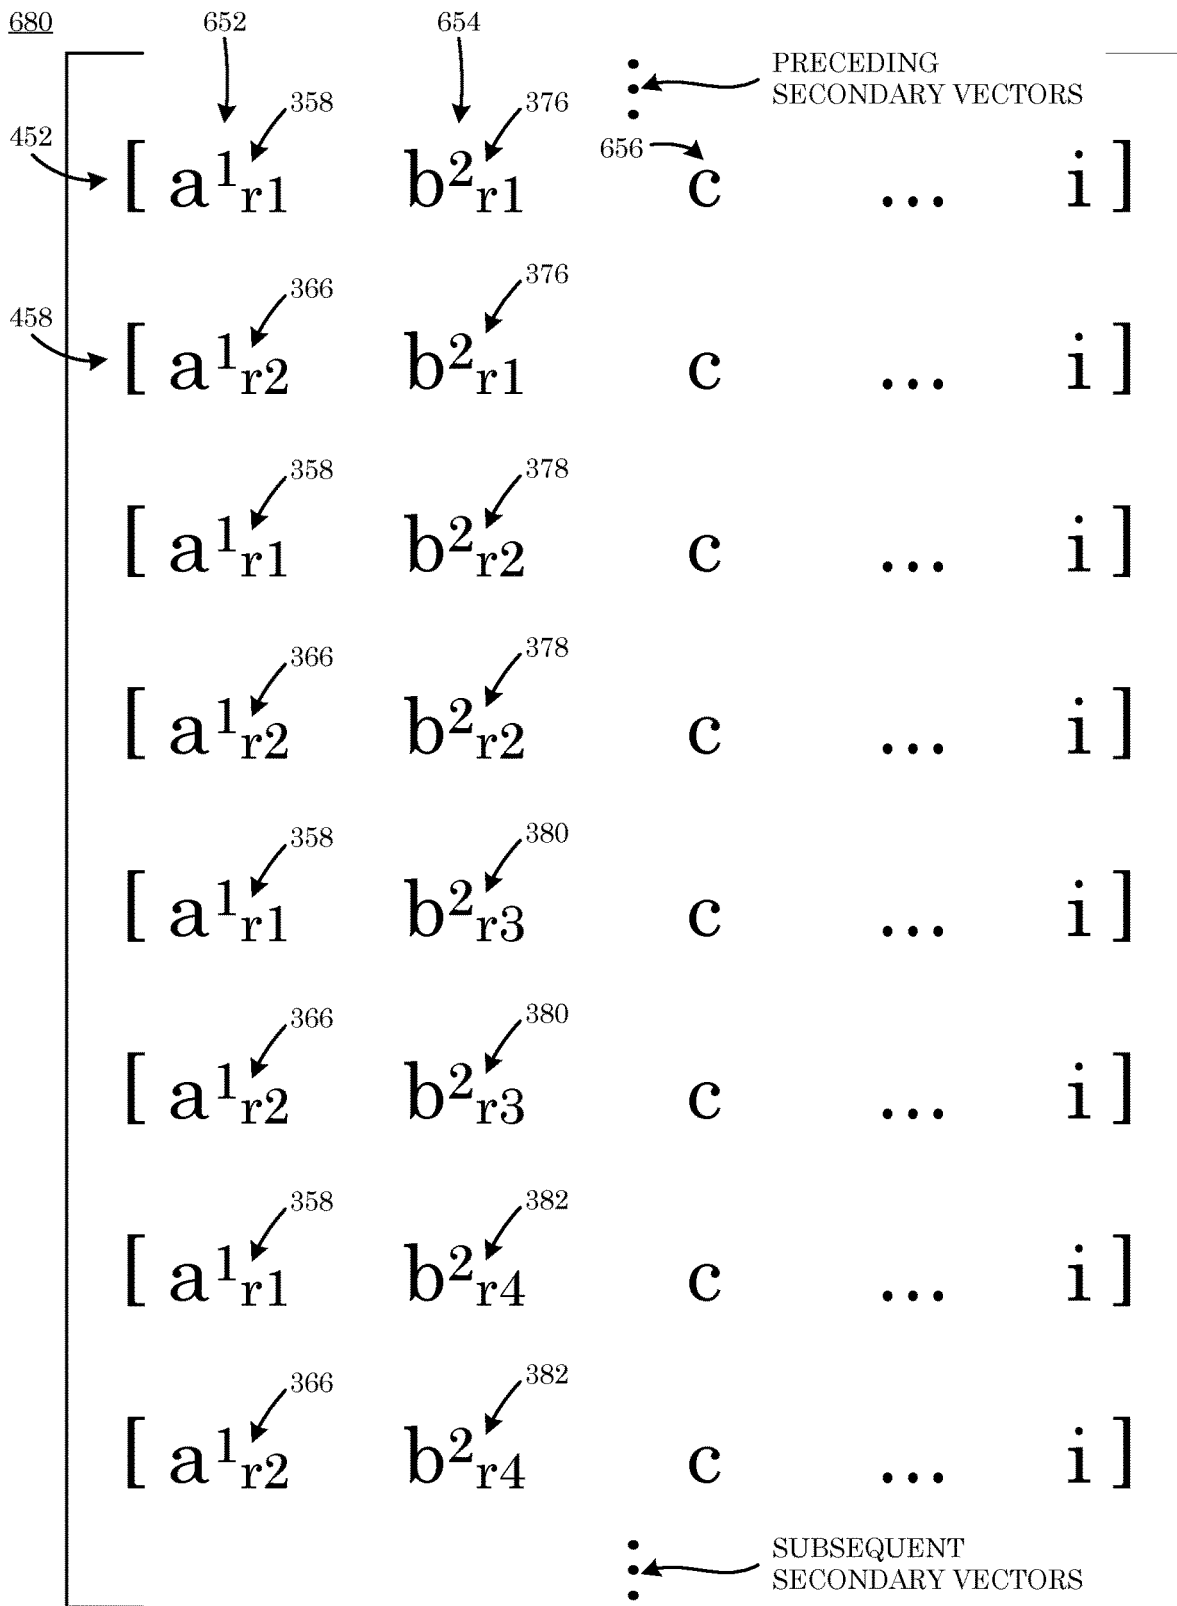 680 652 654
PRECEDING
SECONDARY VECTORS
358 376
452 656
[ a¹r1 b²r1 c ... i ]
366 376
458
[ a¹r2 b²r1 c ... i ]
358 378
[ a¹r1 b²r2 c ... i ]
366 378
[ a¹r2 b²r2 c ... i ]
358 380
[ a¹r1 b²r3 c ... i ]
366 380
[ a¹r2 b²r3 c ... i ]
358 382
[ a¹r1 b²r4 c ... i ]
366 382
[ a¹r2 b²r4 c ... i ]
SUBSEQUENT
SECONDARY VECTORS